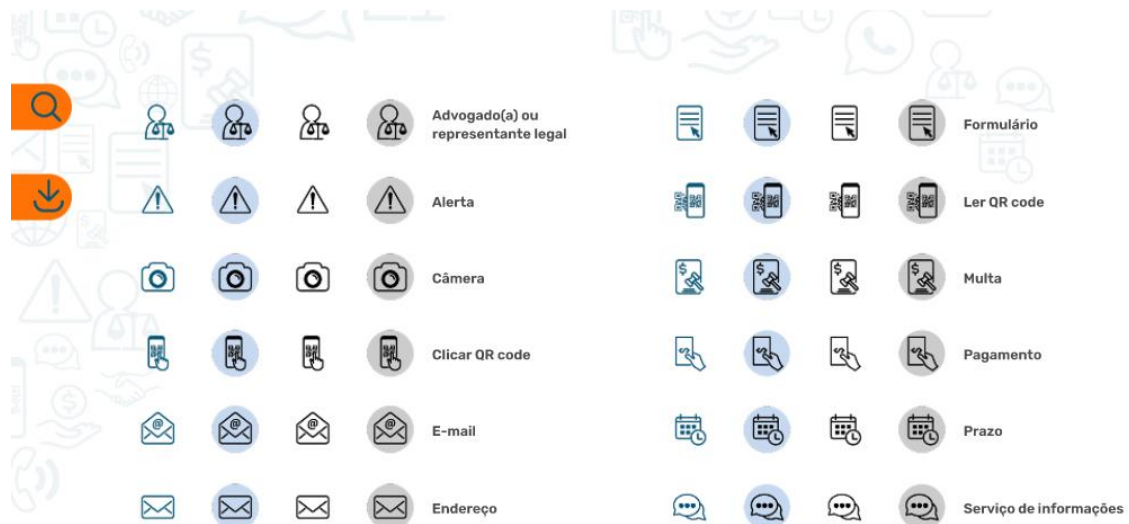 Advogado(a) ou
representante legal
Alerta
Câmera
Clicar QR code
E-mail
Endereço
Formulário
Ler QR code
Multa
Pagamento
Prazo
Serviço de informações